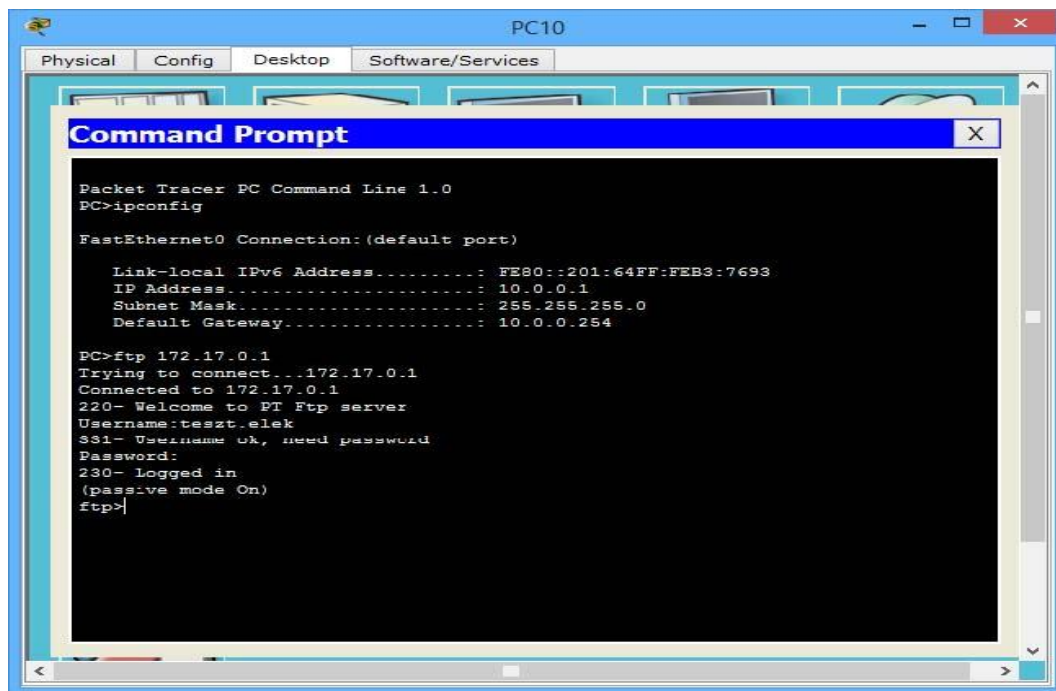 PC10
Physical Config Desktop Software/Services
Command Prompt X
Packet Tracer PC Command Line 1.0
PC>ipconfig
FastEthernet0 Connection:(default port)
Link-local IPv6 Address.........: FE80::201:64FF:FEB3:7693
IP Address......................: 10.0.0.1
Subnet Mask.....................: 255.255.255.0
Default Gateway.................: 10.0.0.254
PC>ftp 172.17.0.1
Trying to connect...172.17.0.1
Connected to 172.17.0.1
220- Welcome to PT Ftp server
Username:teszt.elek
331- Username ok, need password
Password:
230- Logged in
(passive mode On)
ftp>